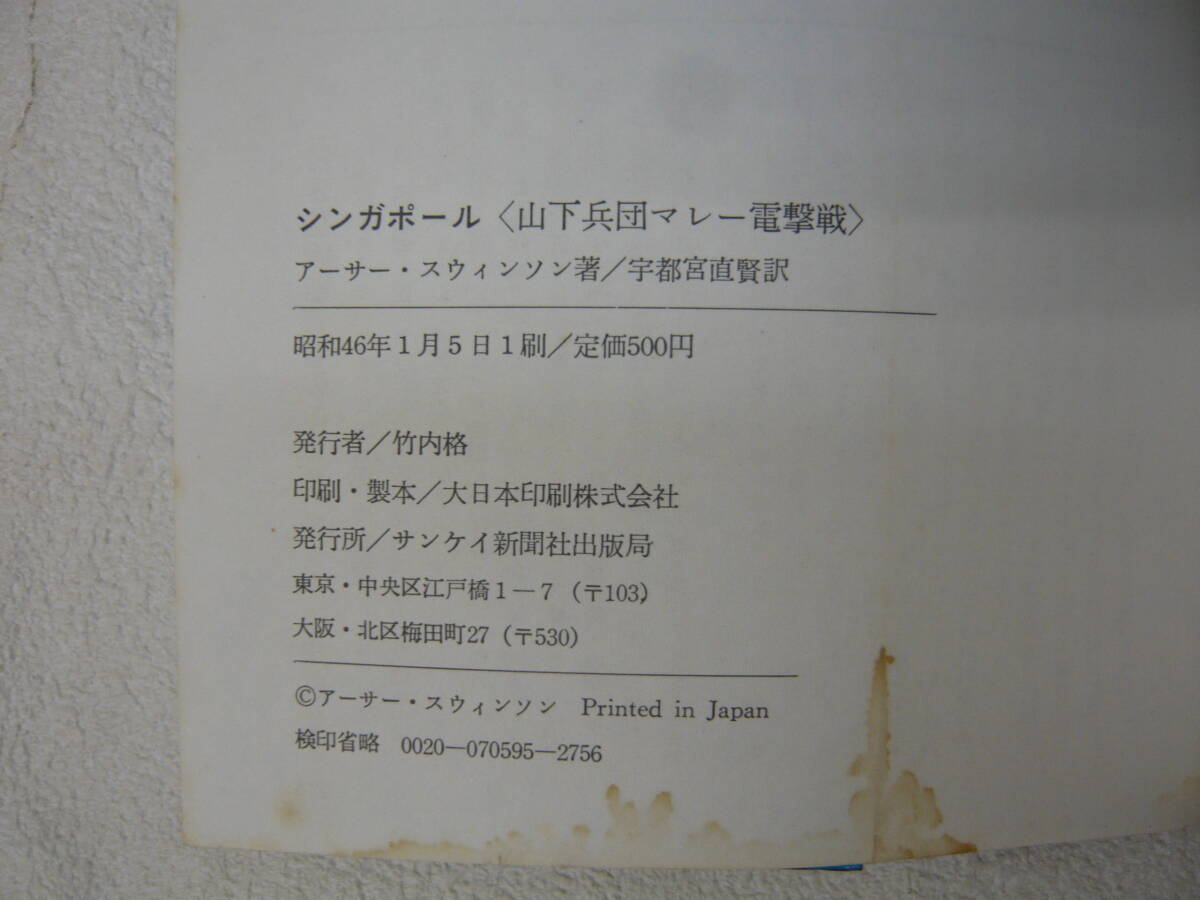 シンガポール〈山下兵団マレー電撃戦〉
アーサー・スウィンソン著／宇都宮直賢訳
昭和46年1月5日1刷／定価500円
発行者／竹内格
印刷・製本／大日本印刷株式会社
発行所／サンケイ新聞社出版局
東京・中央区江戸橋1―7（〒103）
大阪・北区梅田町27（〒530）
©アーサー・スウィンソン Printed in Japan
検印省略 0020―070595―2756